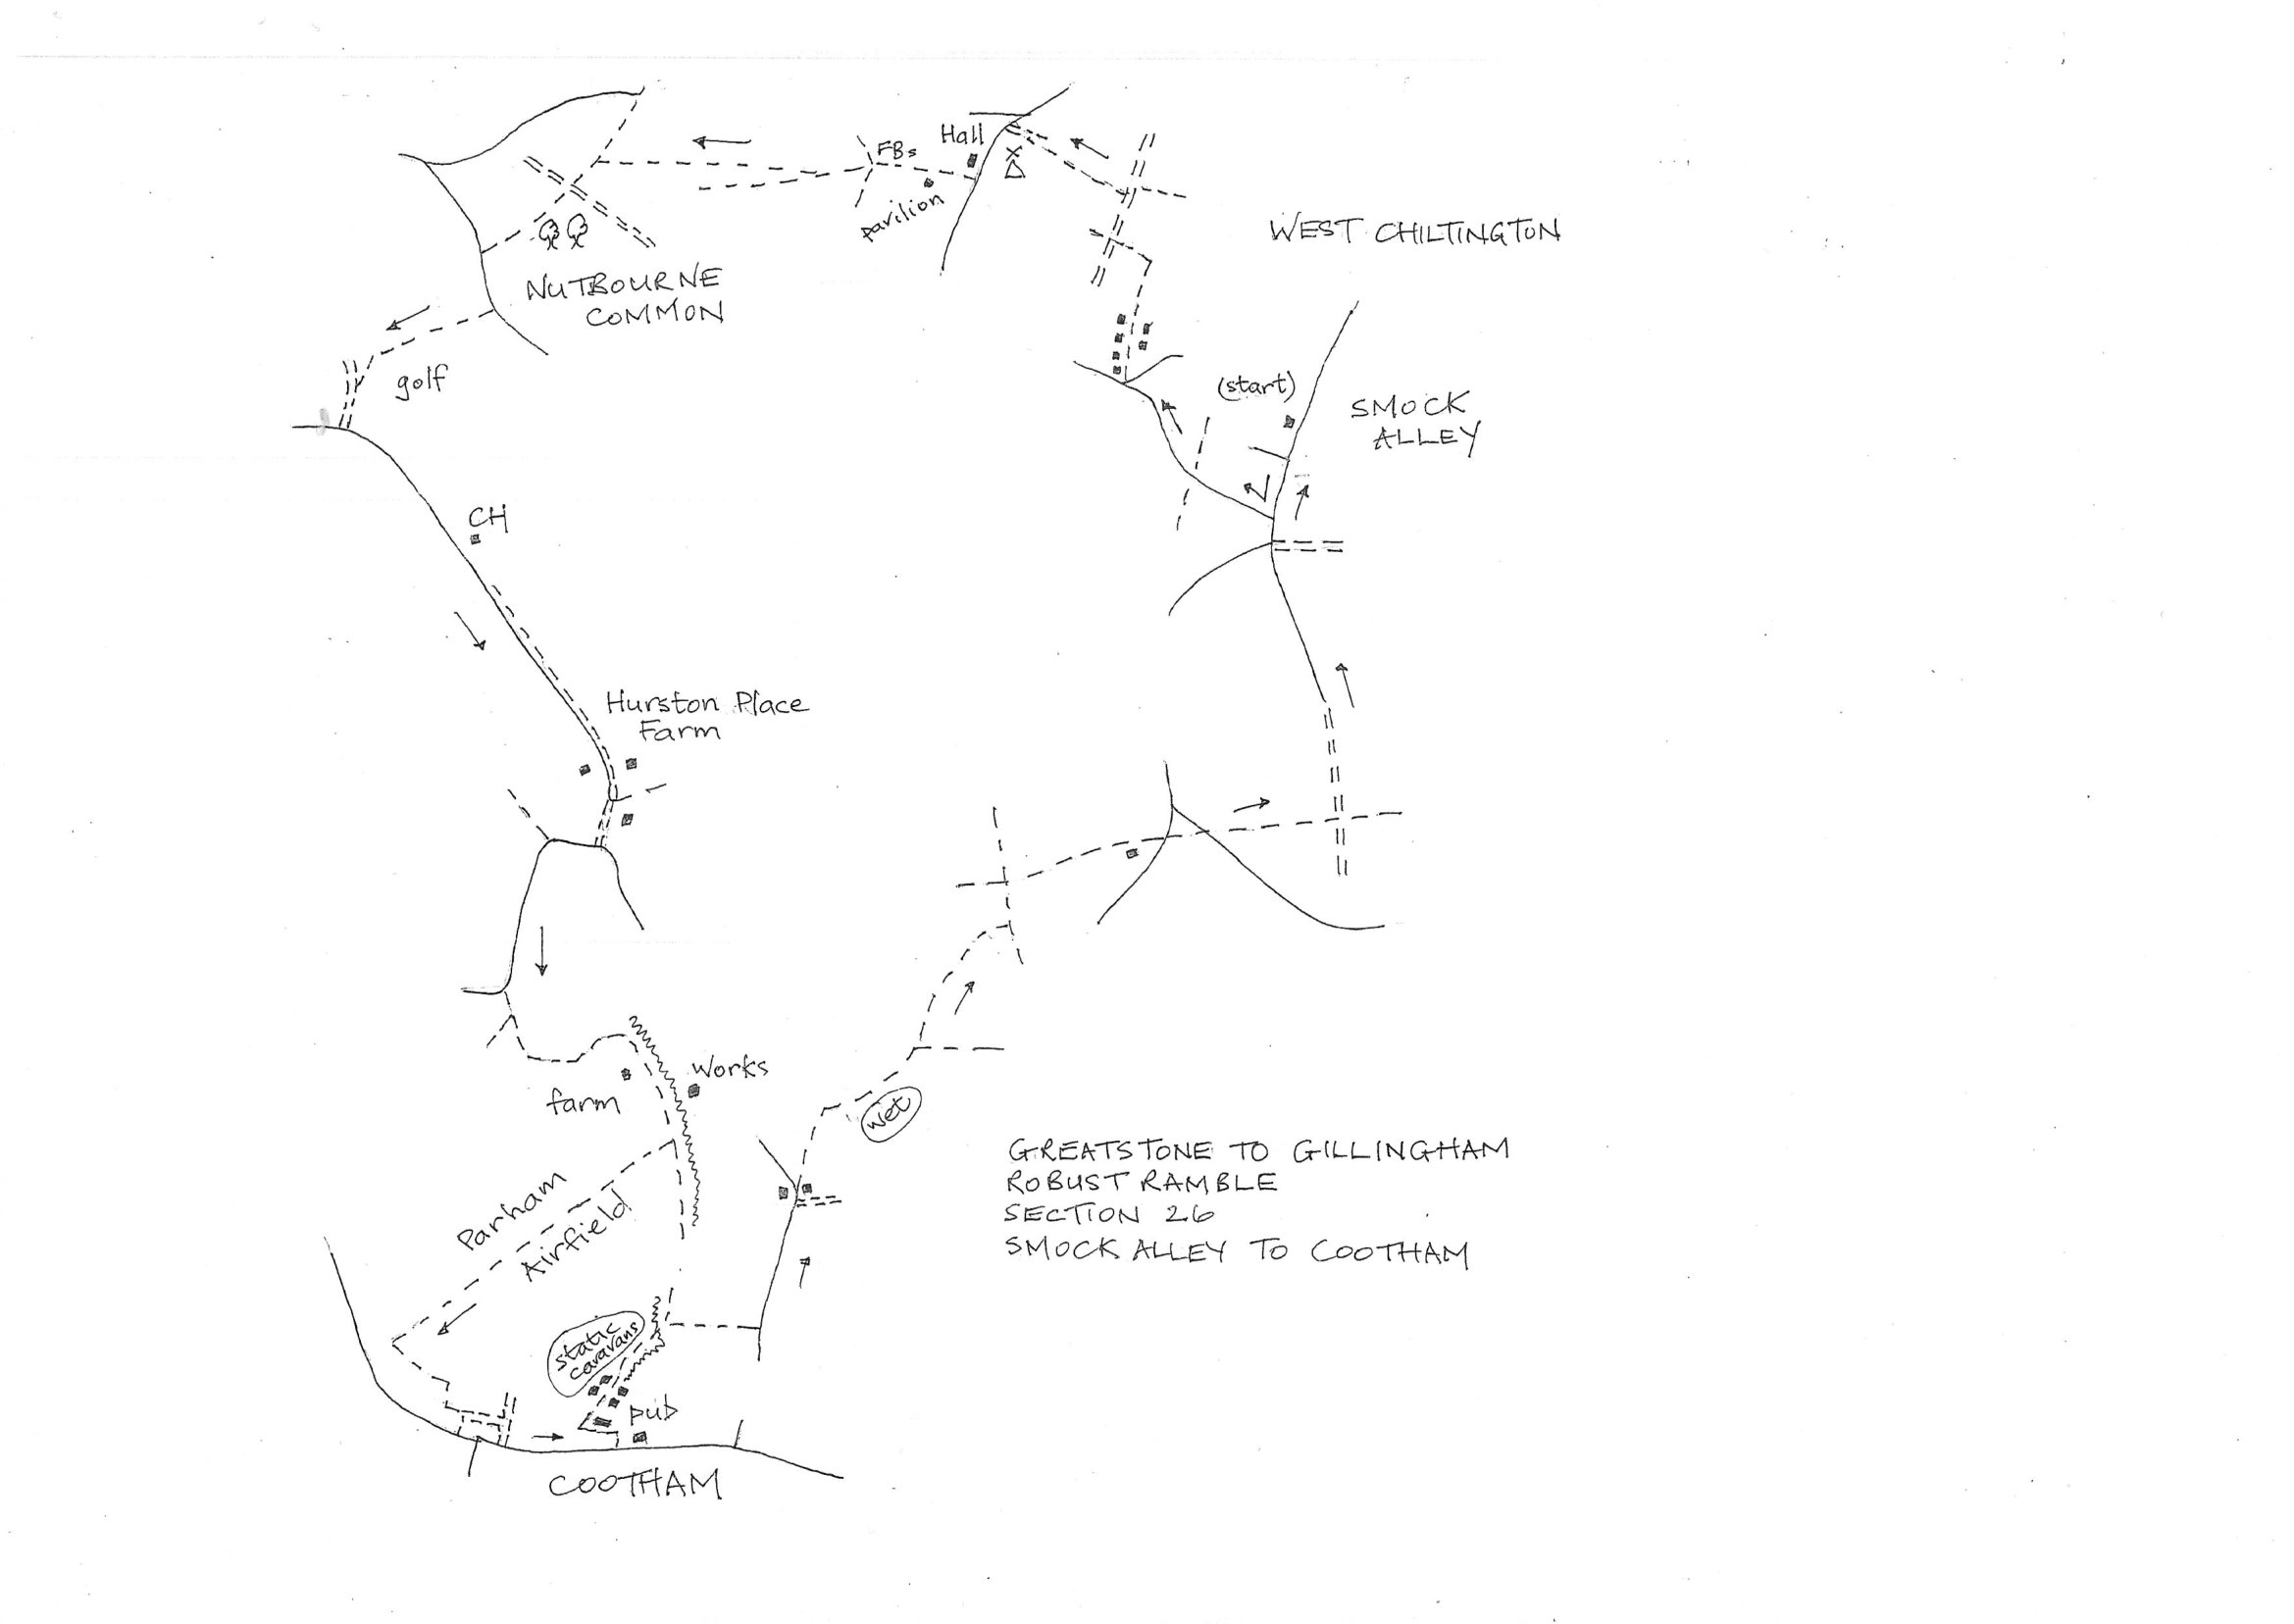 Hall
FBs
pavilion
WEST CHILTINGTON
NUTBOURNE
COMMON
golf
(start)
SMOCK
ALLEY
CH
Hurston Place
Farm
Works
farm
wet
Parham
Airfield
GREATSTONE TO GILLINGHAM
ROBUST RAMBLE
SECTION 26
SMOCK ALLEY TO COOTHAM
static
caravans
pub
COOTHAM